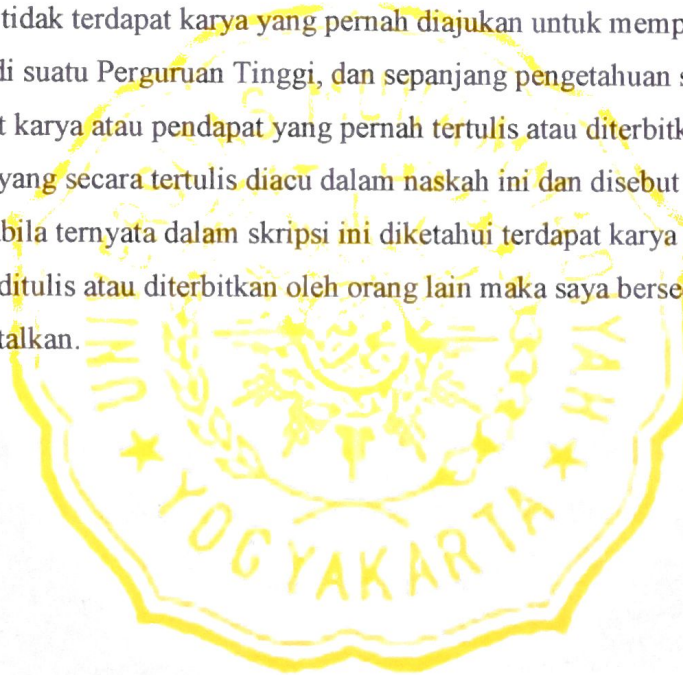 tidak terdapat karya yang pernah diajukan untuk memp
di suatu Perguruan Tinggi, dan sepanjang pengetahuan s
t karya atau pendapat yang pernah tertulis atau diterbitk
yang secara tertulis diacu dalam naskah ini dan disebut
bila ternyata dalam skripsi ini diketahui terdapat karya
ditulis atau diterbitkan oleh orang lain maka saya berse
talkan.
YOGYAKARTA